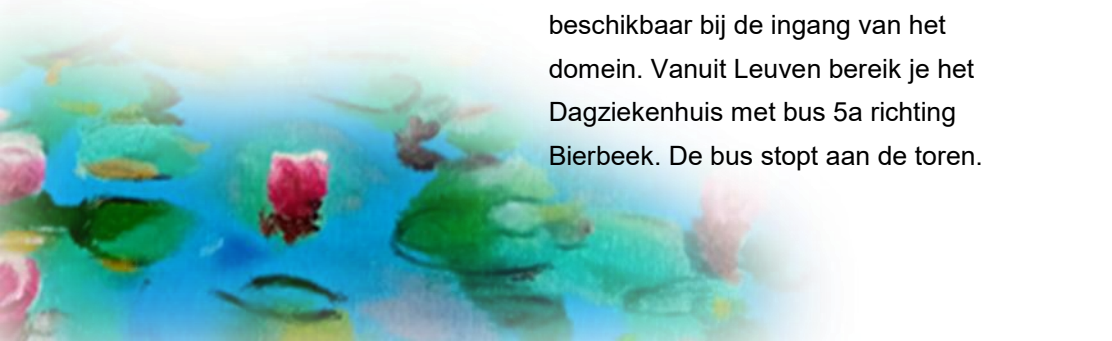 beschikbaar bij de ingang van het
domein. Vanuit Leuven bereik je het
Dagziekenhuis met bus 5a richting
Bierbeek. De bus stopt aan de toren.